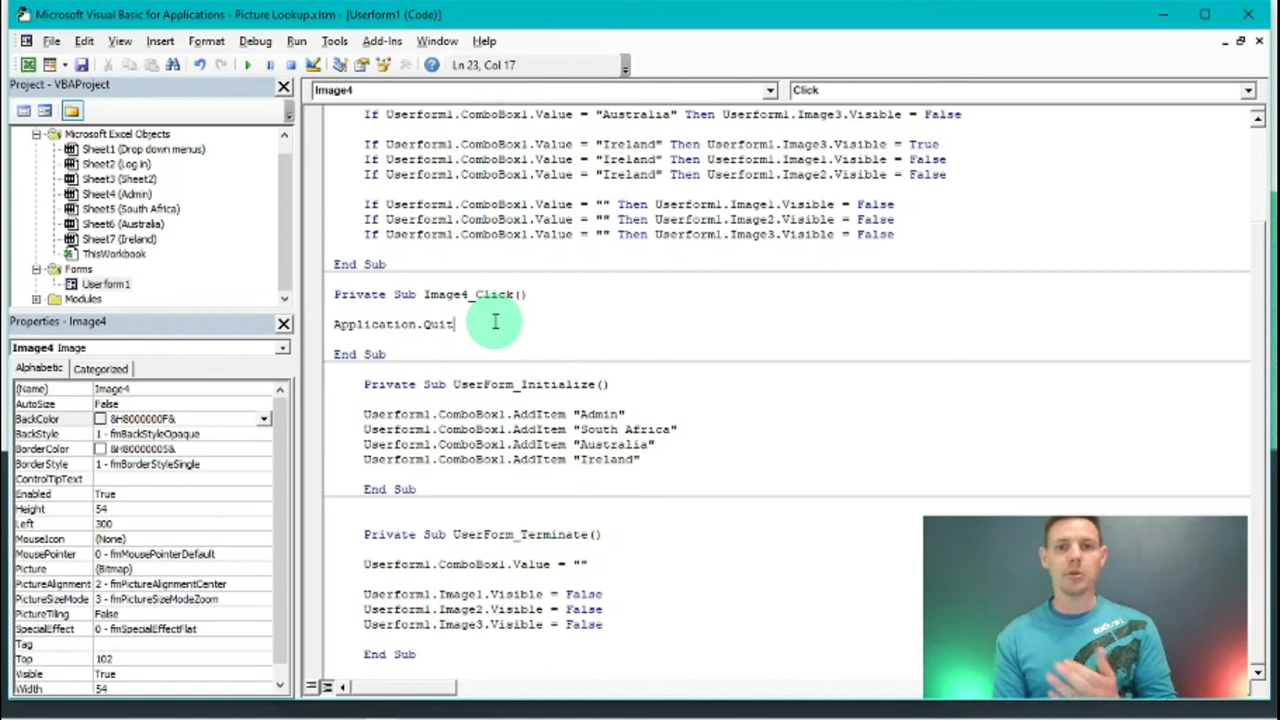 Microsoft Visual Basic for Applications - Picture Lookup.xlsm - [Userform1 (Code)]
File Edit View Insert Format Debug Run Tools Add-Ins Window Help
Ln 23, Col 17
Project - VBAProject
Microsoft Excel Objects
Sheet1 (Drop down menus)
Sheet2 (Log in)
Sheet3 (Sheet2)
Sheet4 (Admin)
Sheet5 (South Africa)
Sheet6 (Australia)
Sheet7 (Ireland)
ThisWorkbook
Forms
Userform1
Modules
Properties - Image4
Image4 Image
Alphabetic Categorized
(Name) Image4
AutoSize False
BackColor &H8000000F&
BackStyle 1 - fmBackStyleOpaque
BorderColor &H80000005&
BorderStyle 1 - fmBorderStyleSingle
ControlTipText
Enabled True
Height 54
Left 300
MouseIcon (None)
MousePointer 0 - fmMousePointerDefault
Picture (Bitmap)
PictureAlignment 2 - fmPictureAlignmentCenter
PictureSizeMode 3 - fmPictureSizeModeZoom
PictureTiling False
SpecialEffect 0 - fmSpecialEffectFlat
Tag
Top 102
Visible True
Width 54
Image4 Click
If Userform1.ComboBox1.Value = "Australia" Then Userform1.Image3.Visible = False
If Userform1.ComboBox1.Value = "Ireland" Then Userform1.Image3.Visible = True
If Userform1.ComboBox1.Value = "Ireland" Then Userform1.Image1.Visible = False
If Userform1.ComboBox1.Value = "Ireland" Then Userform1.Image2.Visible = False
If Userform1.ComboBox1.Value = "" Then Userform1.Image1.Visible = False
If Userform1.ComboBox1.Value = "" Then Userform1.Image2.Visible = False
If Userform1.ComboBox1.Value = "" Then Userform1.Image3.Visible = False
End Sub
Private Sub Image4_Click()
Application.Quit
End Sub
Private Sub UserForm_Initialize()
Userform1.ComboBox1.AddItem "Admin"
Userform1.ComboBox1.AddItem "South Africa"
Userform1.ComboBox1.AddItem "Australia"
Userform1.ComboBox1.AddItem "Ireland"
End Sub
Private Sub UserForm_Terminate()
Userform1.ComboBox1.Value = ""
Userform1.Image1.Visible = False
Userform1.Image2.Visible = False
Userform1.Image3.Visible = False
End Sub